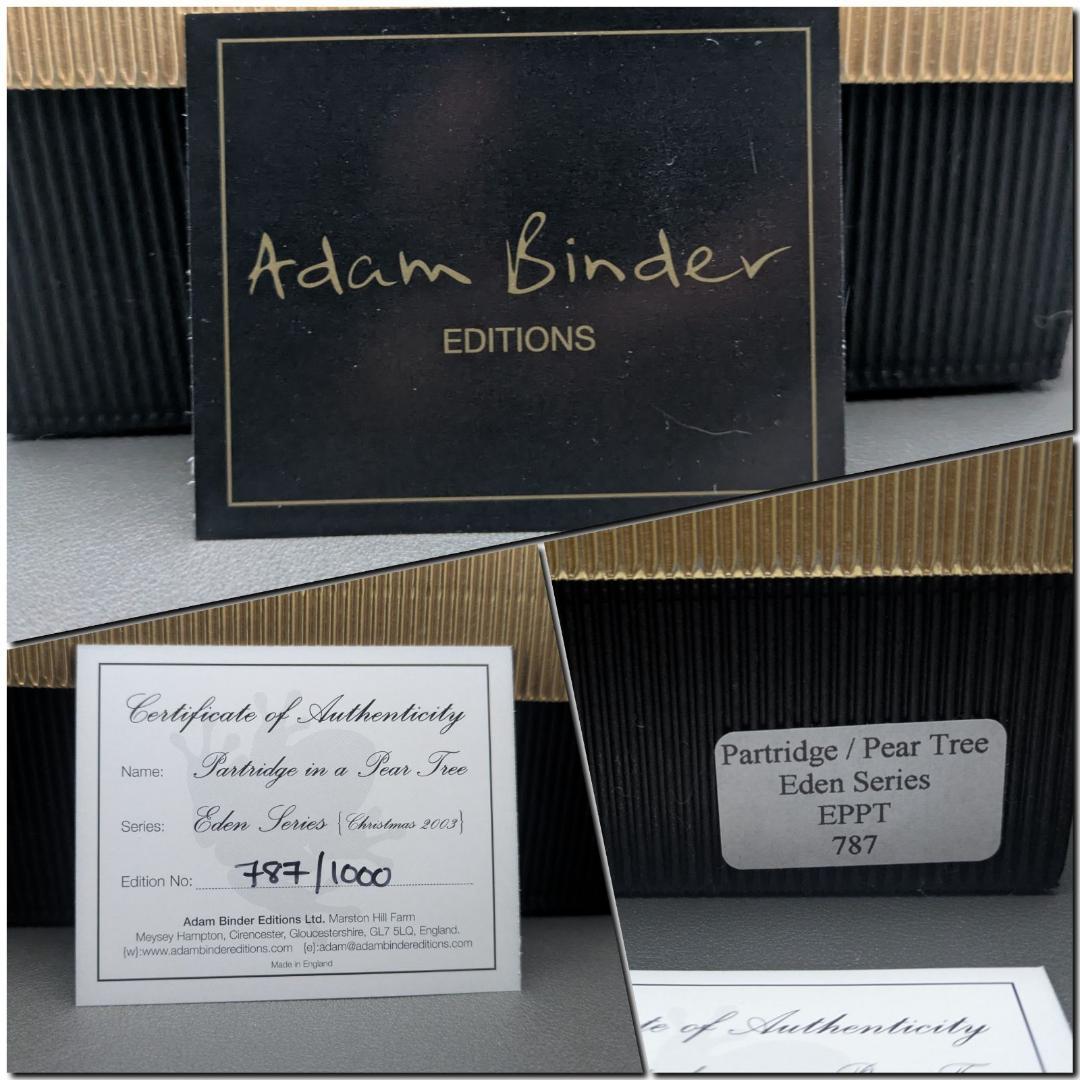 Adam Binder
EDITIONS
Certificate of Authenticity
Name: Partridge in a Pear Tree
Series: Eden Series {Christmas 2003}
Edition No: 787/1000
Adam Binder Editions Ltd. Marston Hill Farm
Meysey Hampton, Cirencester, Gloucestershire, GL7 5LQ, England.
{w}:www.adambindereditions.com {e}:adam@adambindereditions.com
Made in England
Partridge / Pear Tree
Eden Series
EPPT
787
te of Authenticity